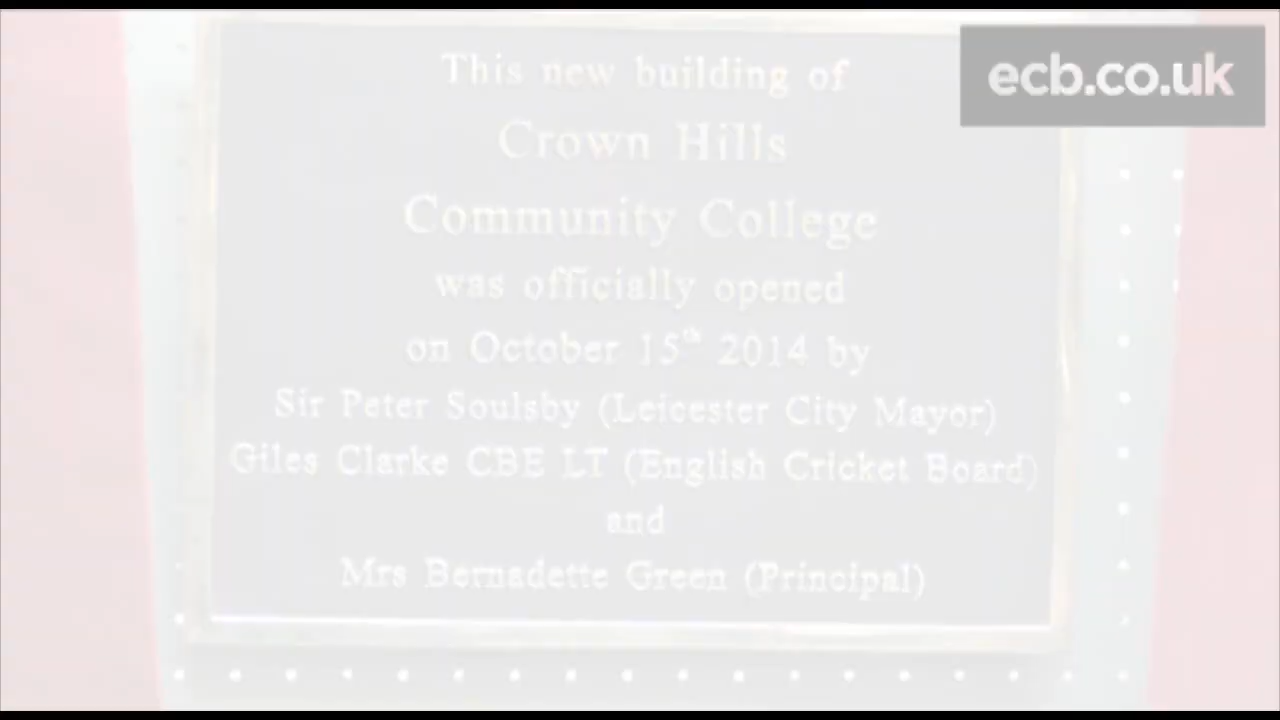 ecb.co.uk
This new building of
Crown Hills
Community College
was officially opened
on October 15th 2014 by
Sir Peter Soulsby (Leicester City Mayor)
Giles Clarke CBE LT (English Cricket Board)
and
Mrs Bernadette Green (Principal)